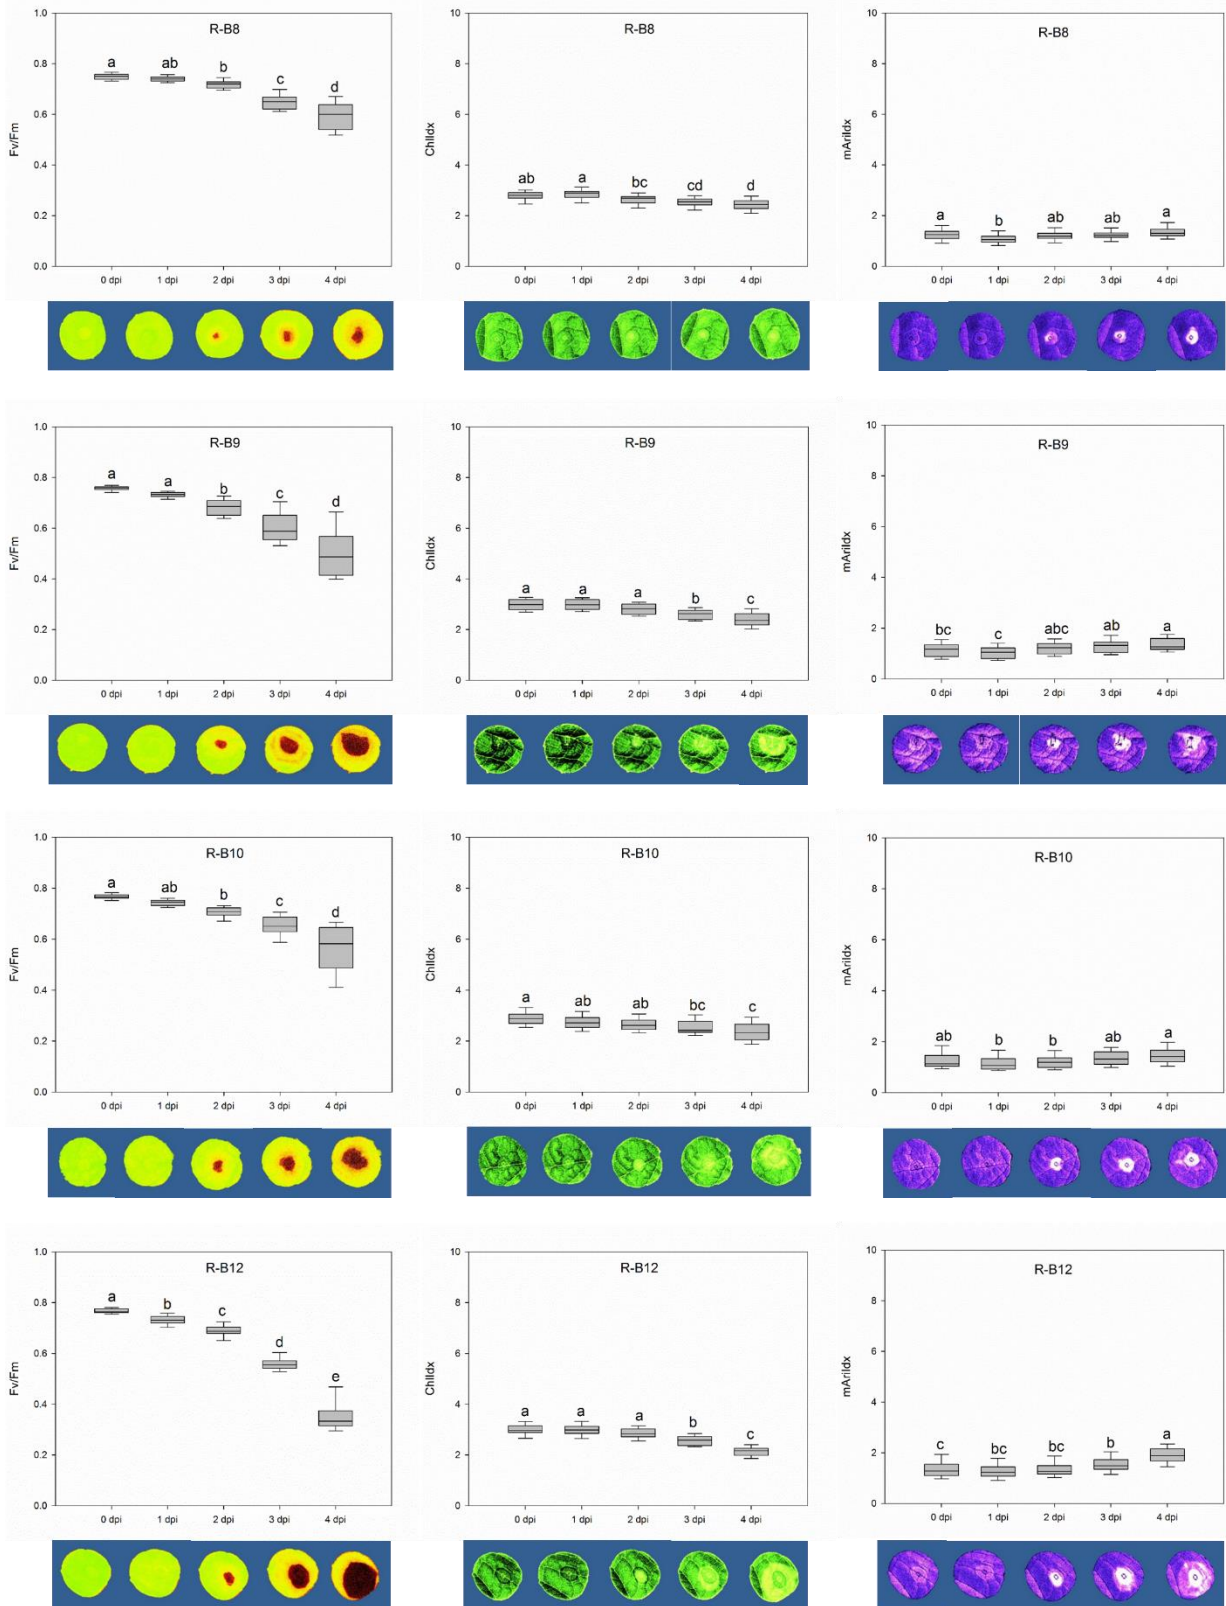 R-B8
Fv/Fm
1.0
0.8
0.6
0.4
0.2
0.0
a ab b c d
0 dpi 1 dpi 2 dpi 3 dpi 4 dpi
R-B8
ChlIdx
10
8
6
4
2
0
ab a bc cd d
0 dpi 1 dpi 2 dpi 3 dpi 4 dpi
R-B8
mAriIdx
10
8
6
4
2
0
a b ab ab a
0 dpi 1 dpi 2 dpi 3 dpi 4 dpi
R-B9
Fv/Fm
1.0
0.8
0.6
0.4
0.2
0.0
a a b c d
0 dpi 1 dpi 2 dpi 3 dpi 4 dpi
R-B9
ChlIdx
10
8
6
4
2
0
a a a b c
0 dpi 1 dpi 2 dpi 3 dpi 4 dpi
R-B9
mAriIdx
10
8
6
4
2
0
bc c abc ab a
0 dpi 1 dpi 2 dpi 3 dpi 4 dpi
R-B10
Fv/Fm
1.0
0.8
0.6
0.4
0.2
0.0
a ab b c d
0 dpi 1 dpi 2 dpi 3 dpi 4 dpi
R-B10
ChlIdx
10
8
6
4
2
0
a ab ab bc c
0 dpi 1 dpi 2 dpi 3 dpi 4 dpi
R-B10
mAriIdx
10
8
6
4
2
0
ab b b ab a
0 dpi 1 dpi 2 dpi 3 dpi 4 dpi
R-B12
Fv/Fm
1.0
0.8
0.6
0.4
0.2
0.0
a b c d e
0 dpi 1 dpi 2 dpi 3 dpi 4 dpi
R-B12
ChlIdx
10
8
6
4
2
0
a a a b c
0 dpi 1 dpi 2 dpi 3 dpi 4 dpi
R-B12
mAriIdx
10
8
6
4
2
0
c bc bc b a
0 dpi 1 dpi 2 dpi 3 dpi 4 dpi